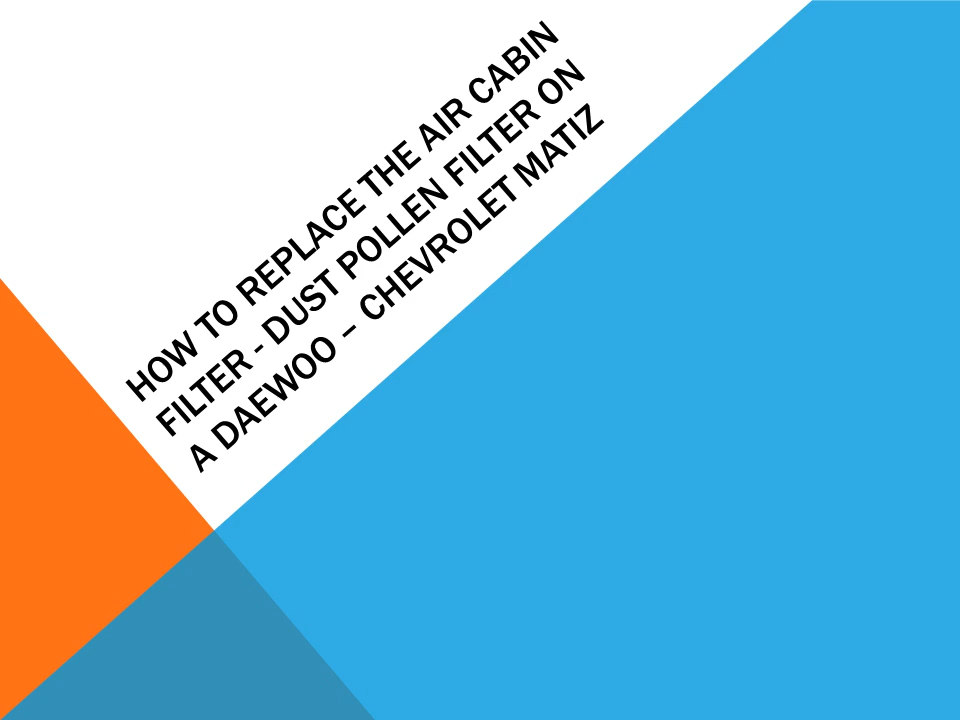 HOW TO REPLACE THE AIR CABIN
FILTER - DUST POLLEN FILTER ON
A DAEWOO – CHEVROLET MATIZ